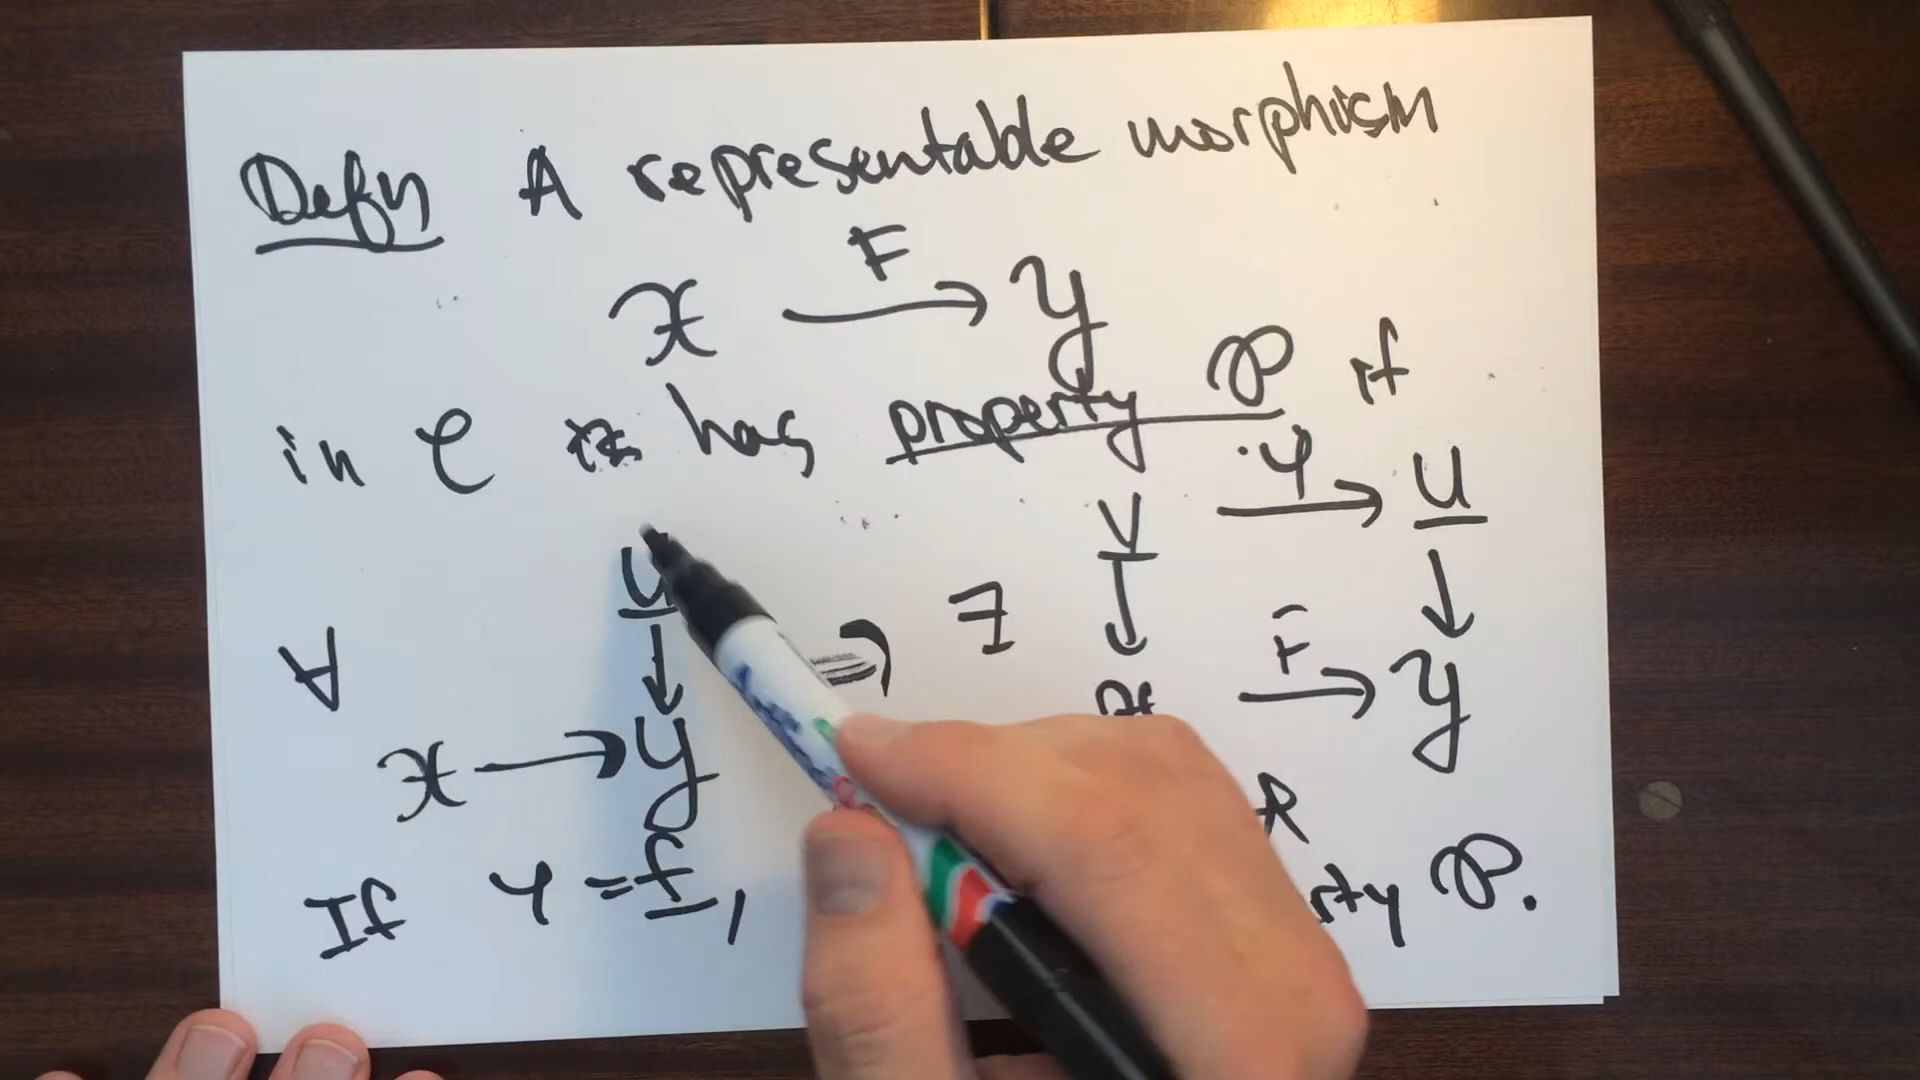 Defn A representable morphism
X F → Y
in C has property P if
V φ → U
∀ U ↓ ⇒ ∃ ↓ ↓
X → Y F → Y
If φ = f, P.